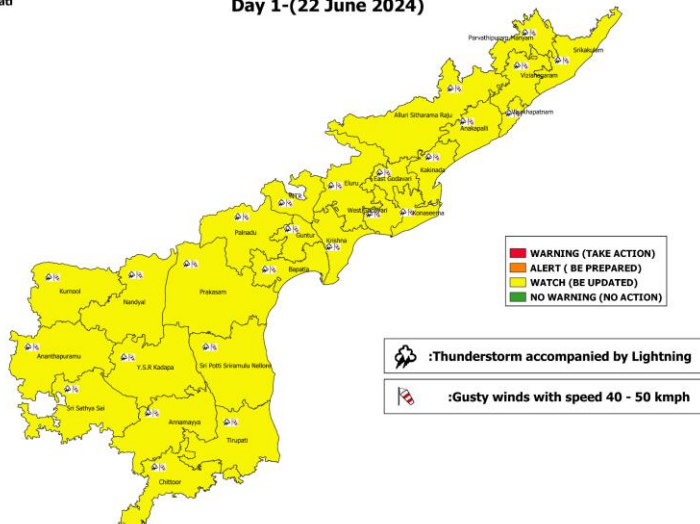 Day 1-(22 June 2024)
Parvathipuram Manyam
Srikakulam
Vizianagaram
Alluri Sitharama Raju
Anakapalli
Kakinada
East Godavari
Eluru
Konaseema
Palnadu
Guntur
Krishna
Bapatla
Kurnool
Nandyal
Prakasam
Ananthapuramu
Y.S.R Kadapa
Sri Potti Sriramulu Nellore
Sri Sathya Sai
Annamayya
Tirupati
Chittoor
WARNING (TAKE ACTION)
ALERT ( BE PREPARED)
WATCH (BE UPDATED)
NO WARNING (NO ACTION)
:Thunderstorm accompanied by Lightning
:Gusty winds with speed 40 - 50 kmph